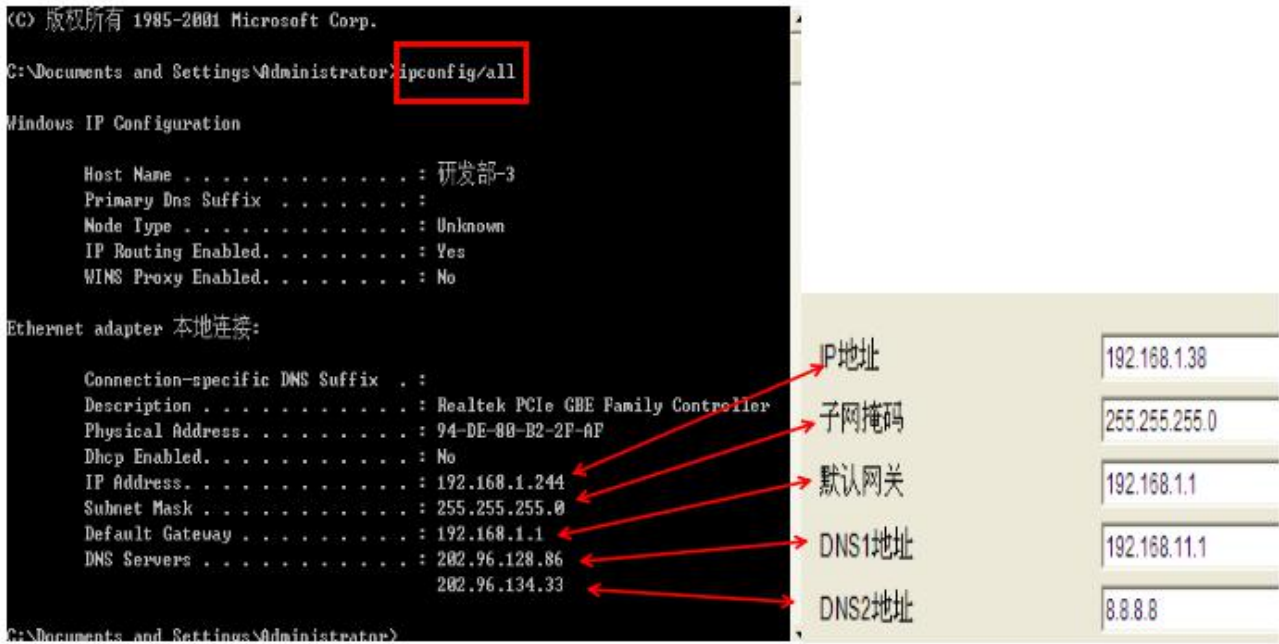 (C) 版权所有 1985-2001 Microsoft Corp.
C:\Documents and Settings\Administrator>ipconfig/all
Windows IP Configuration
Host Name . . . . . . . . . . . . : 研发部-3
Primary Dns Suffix . . . . . . . :
Node Type . . . . . . . . . . . . : Unknown
IP Routing Enabled. . . . . . . . : Yes
WINS Proxy Enabled. . . . . . . . : No
Ethernet adapter 本地连接:
Connection-specific DNS Suffix . :
Description . . . . . . . . . . . : Realtek PCIe GBE Family Controller
Physical Address. . . . . . . . . : 94-DE-80-B2-2F-AF
Dhcp Enabled. . . . . . . . . . . : No
IP Address. . . . . . . . . . . . : 192.168.1.244
Subnet Mask . . . . . . . . . . . : 255.255.255.0
Default Gateway . . . . . . . . . : 192.168.1.1
DNS Servers . . . . . . . . . . . : 202.96.128.86
202.96.134.33
C:\Documents and Settings\Administrator>
IP地址 192.168.1.38
子网掩码 255.255.255.0
默认网关 192.168.1.1
DNS1地址 192.168.11.1
DNS2地址 8.8.8.8